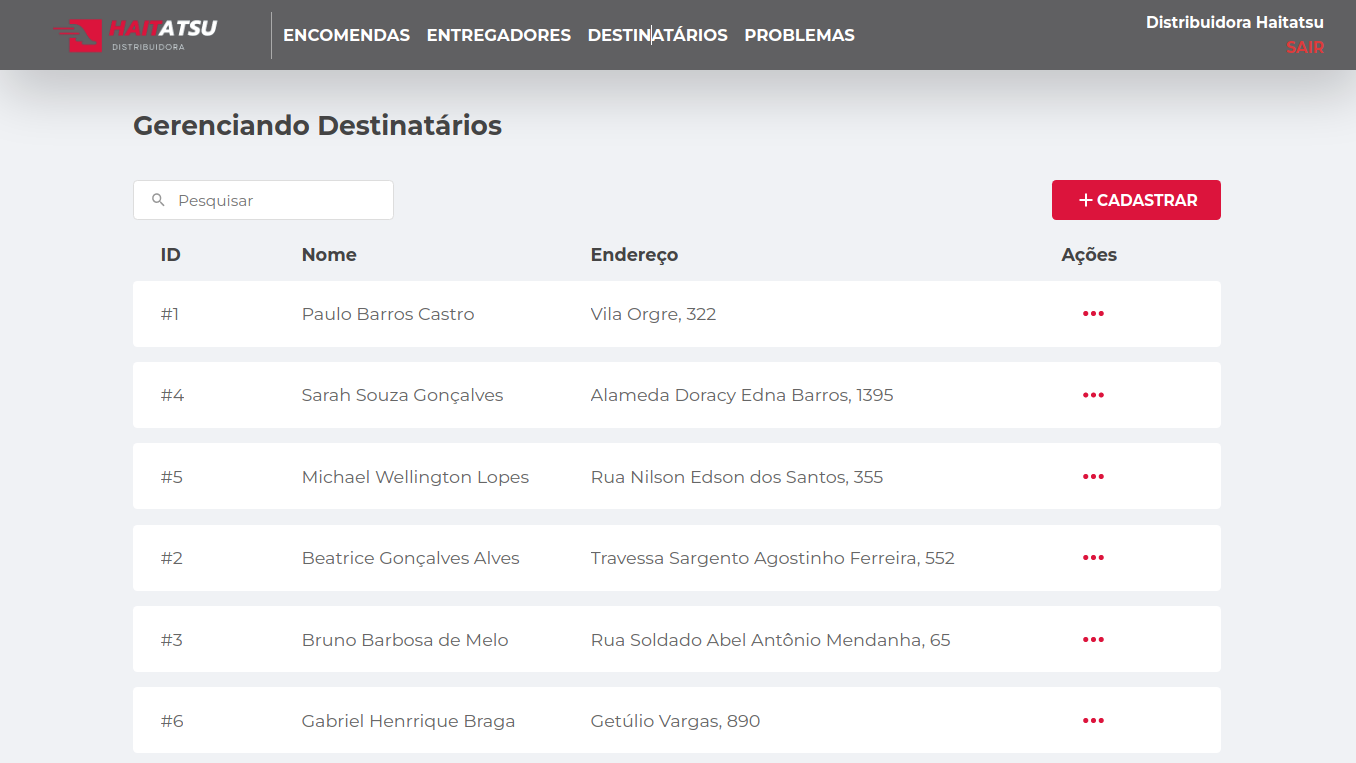 HAITATSU
DISTRIBUIDORA
ENCOMENDAS ENTREGADORES DESTINATÁRIOS PROBLEMAS
Distribuidora Haitatsu
SAIR
Gerenciando Destinatários
Pesquisar
+ CADASTRAR
ID Nome Endereço Ações
#1 Paulo Barros Castro Vila Orgre, 322
#4 Sarah Souza Gonçalves Alameda Doracy Edna Barros, 1395
#5 Michael Wellington Lopes Rua Nilson Edson dos Santos, 355
#2 Beatrice Gonçalves Alves Travessa Sargento Agostinho Ferreira, 552
#3 Bruno Barbosa de Melo Rua Soldado Abel Antônio Mendanha, 65
#6 Gabriel Henrrique Braga Getúlio Vargas, 890